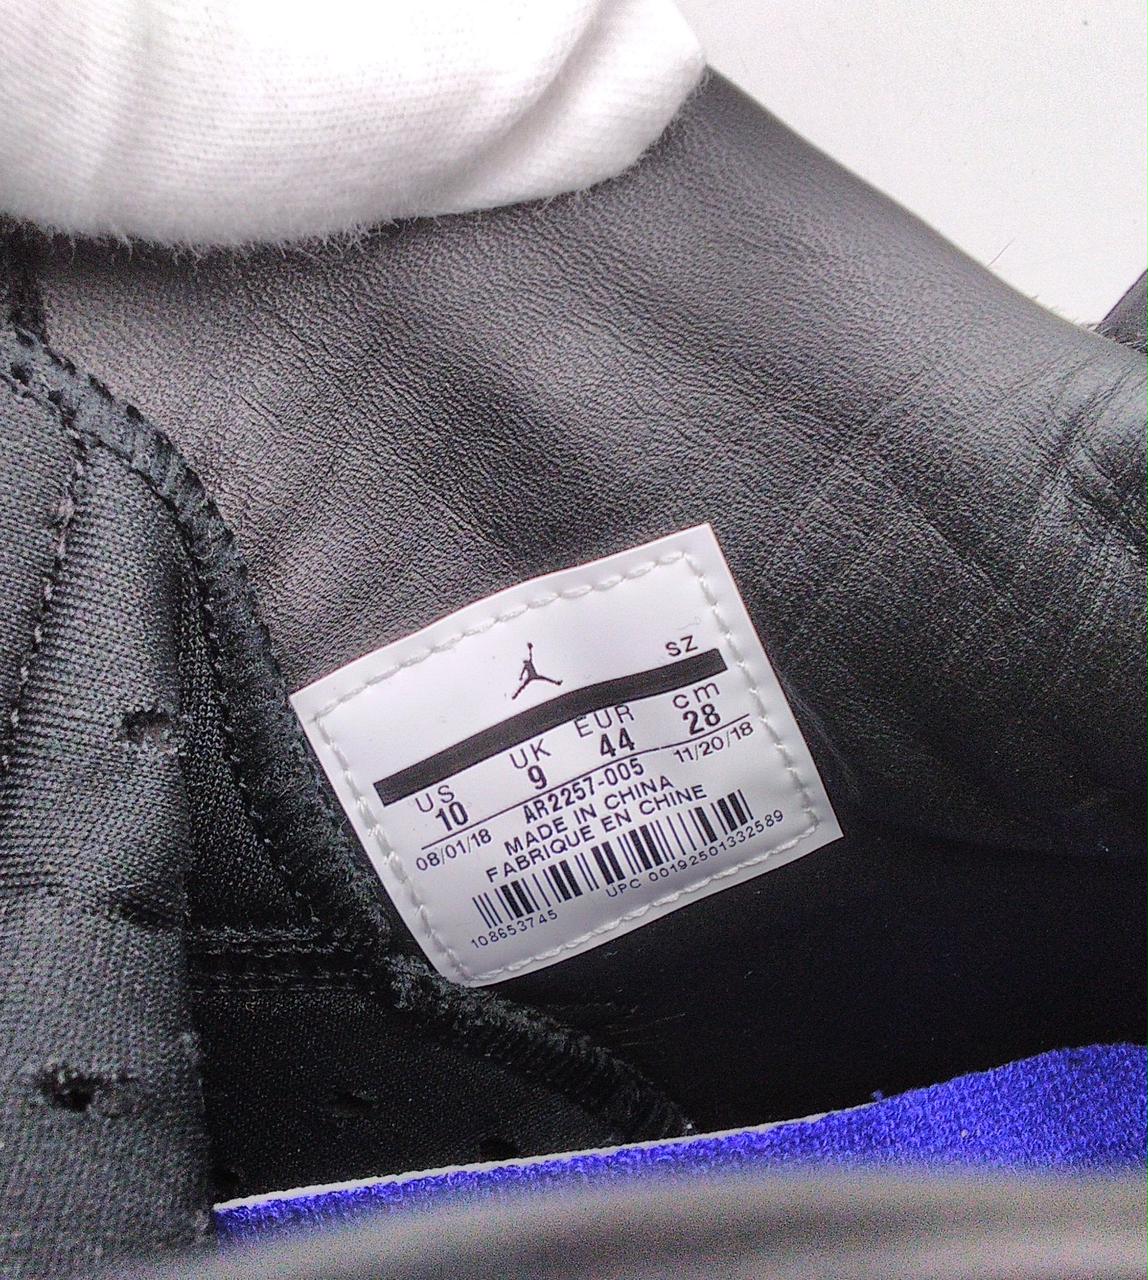 SZ
US UK EUR cm
10 9 44 28
08/01/18 AR2257-005 11/20/18
MADE IN CHINA
FABRIQUE EN CHINE
108653745 UPC 00192501332589